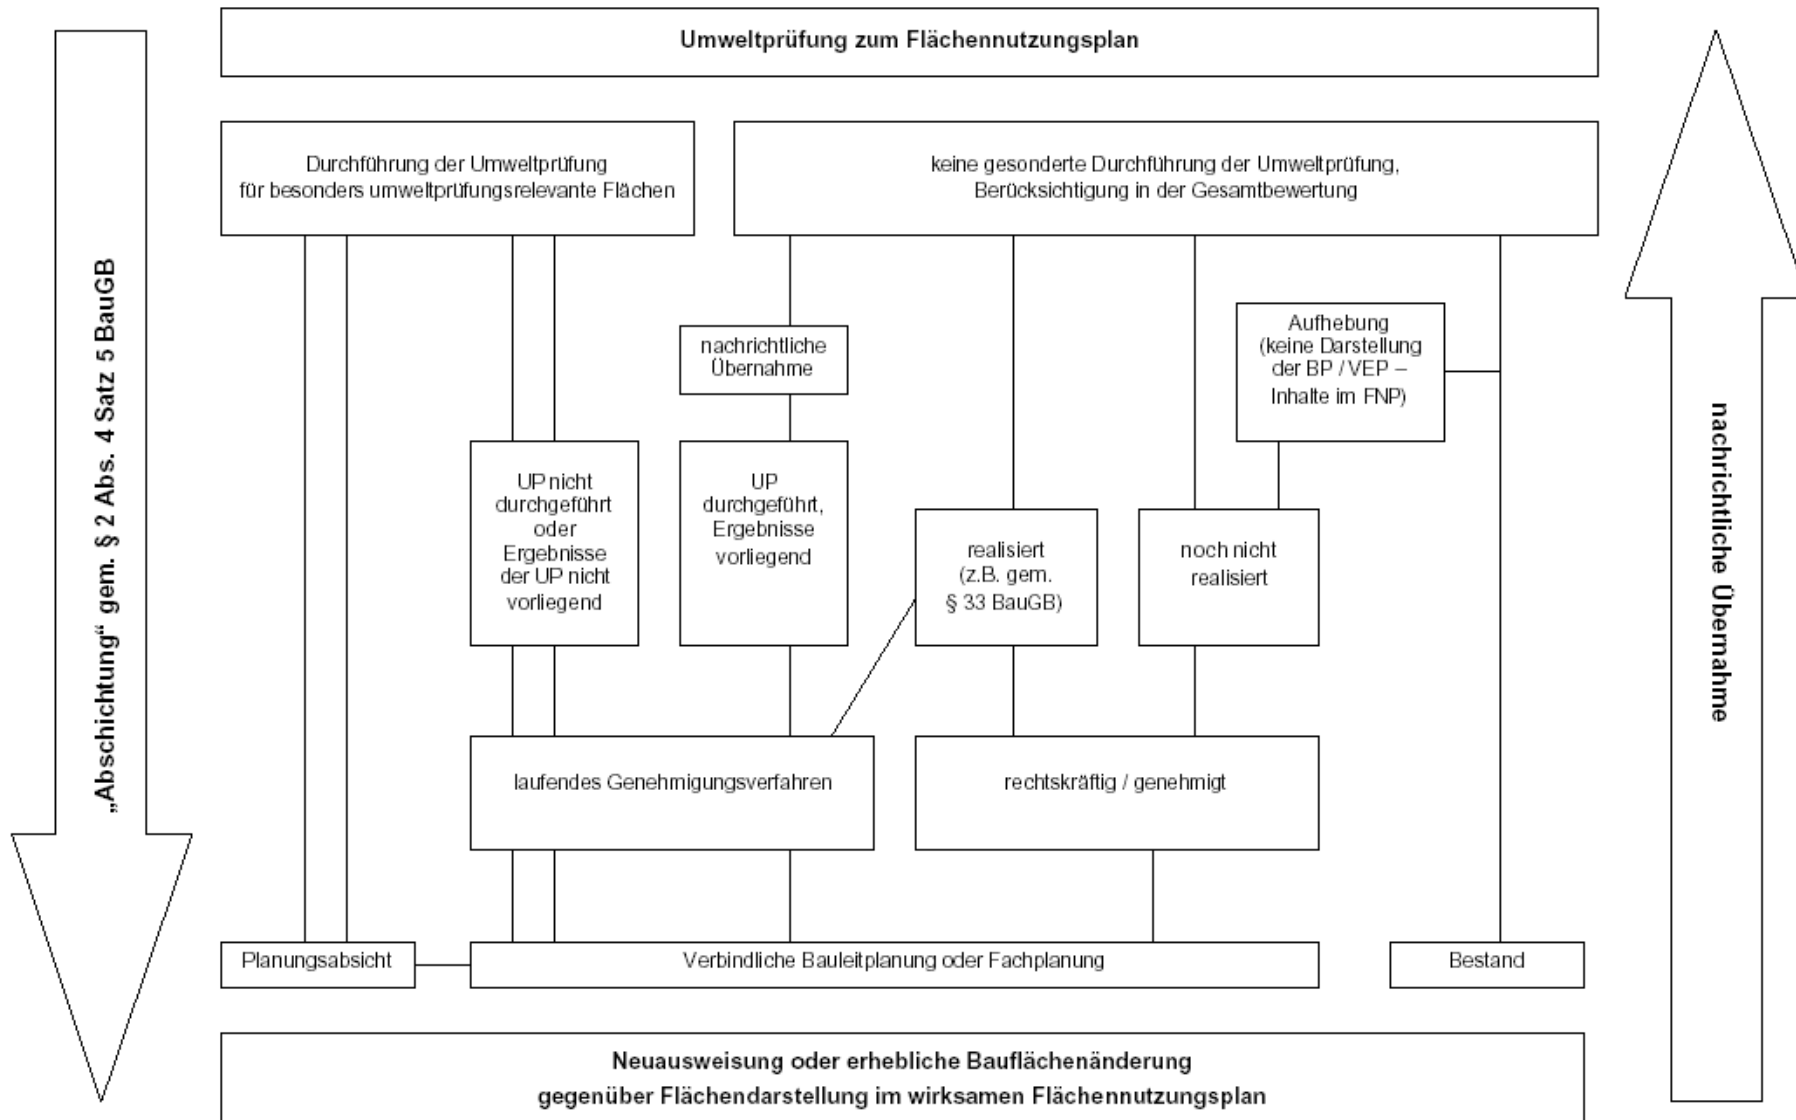 Umweltprüfung zum Flächennutzungsplan
Durchführung der Umweltprüfung
für besonders umweltprüfungsrelevante Flächen
keine gesonderte Durchführung der Umweltprüfung,
Berücksichtigung in der Gesamtbewertung
„Abschichtung“ gem. § 2 Abs. 4 Satz 5 BauGB
nachrichtliche
Übernahme
Aufhebung
(keine Darstellung
der BP / VEP –
Inhalte im FNP)
nachrichtliche Übernahme
UP nicht
durchgeführt
oder
Ergebnisse
der UP nicht
vorliegend
UP
durchgeführt,
Ergebnisse
vorliegend
realisiert
(z.B. gem.
§ 33 BauGB)
noch nicht
realisiert
laufendes Genehmigungsverfahren
rechtskräftig / genehmigt
Planungsabsicht
Verbindliche Bauleitplanung oder Fachplanung
Bestand
Neuausweisung oder erhebliche Bauflächenänderung
gegenüber Flächendarstellung im wirksamen Flächennutzungsplan